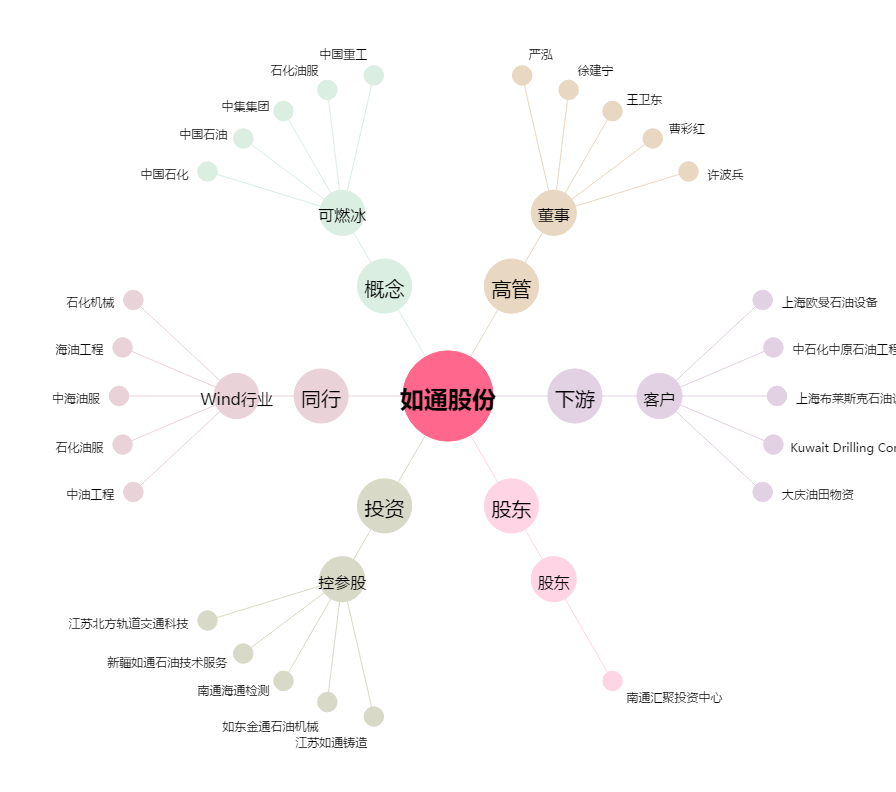 中国重工
石化油服
中集集团
中国石油
中国石化
可燃冰
概念
严泓
徐建宁
王卫东
曹彩红
许波兵
董事
高管
石化机械
海油工程
中海油服
石化油服
中油工程
Wind行业
同行
如通股份
下游
客户
上海欧曼石油设备
中石化中原石油工程
上海布莱斯克石油
Kuwait Drilling
大庆油田物资
投资
控参股
江苏北方轨道交通科技
新疆如通石油技术服务
南通海通检测
如东金通石油机械
江苏如通铸造
股东
股东
南通汇聚投资中心